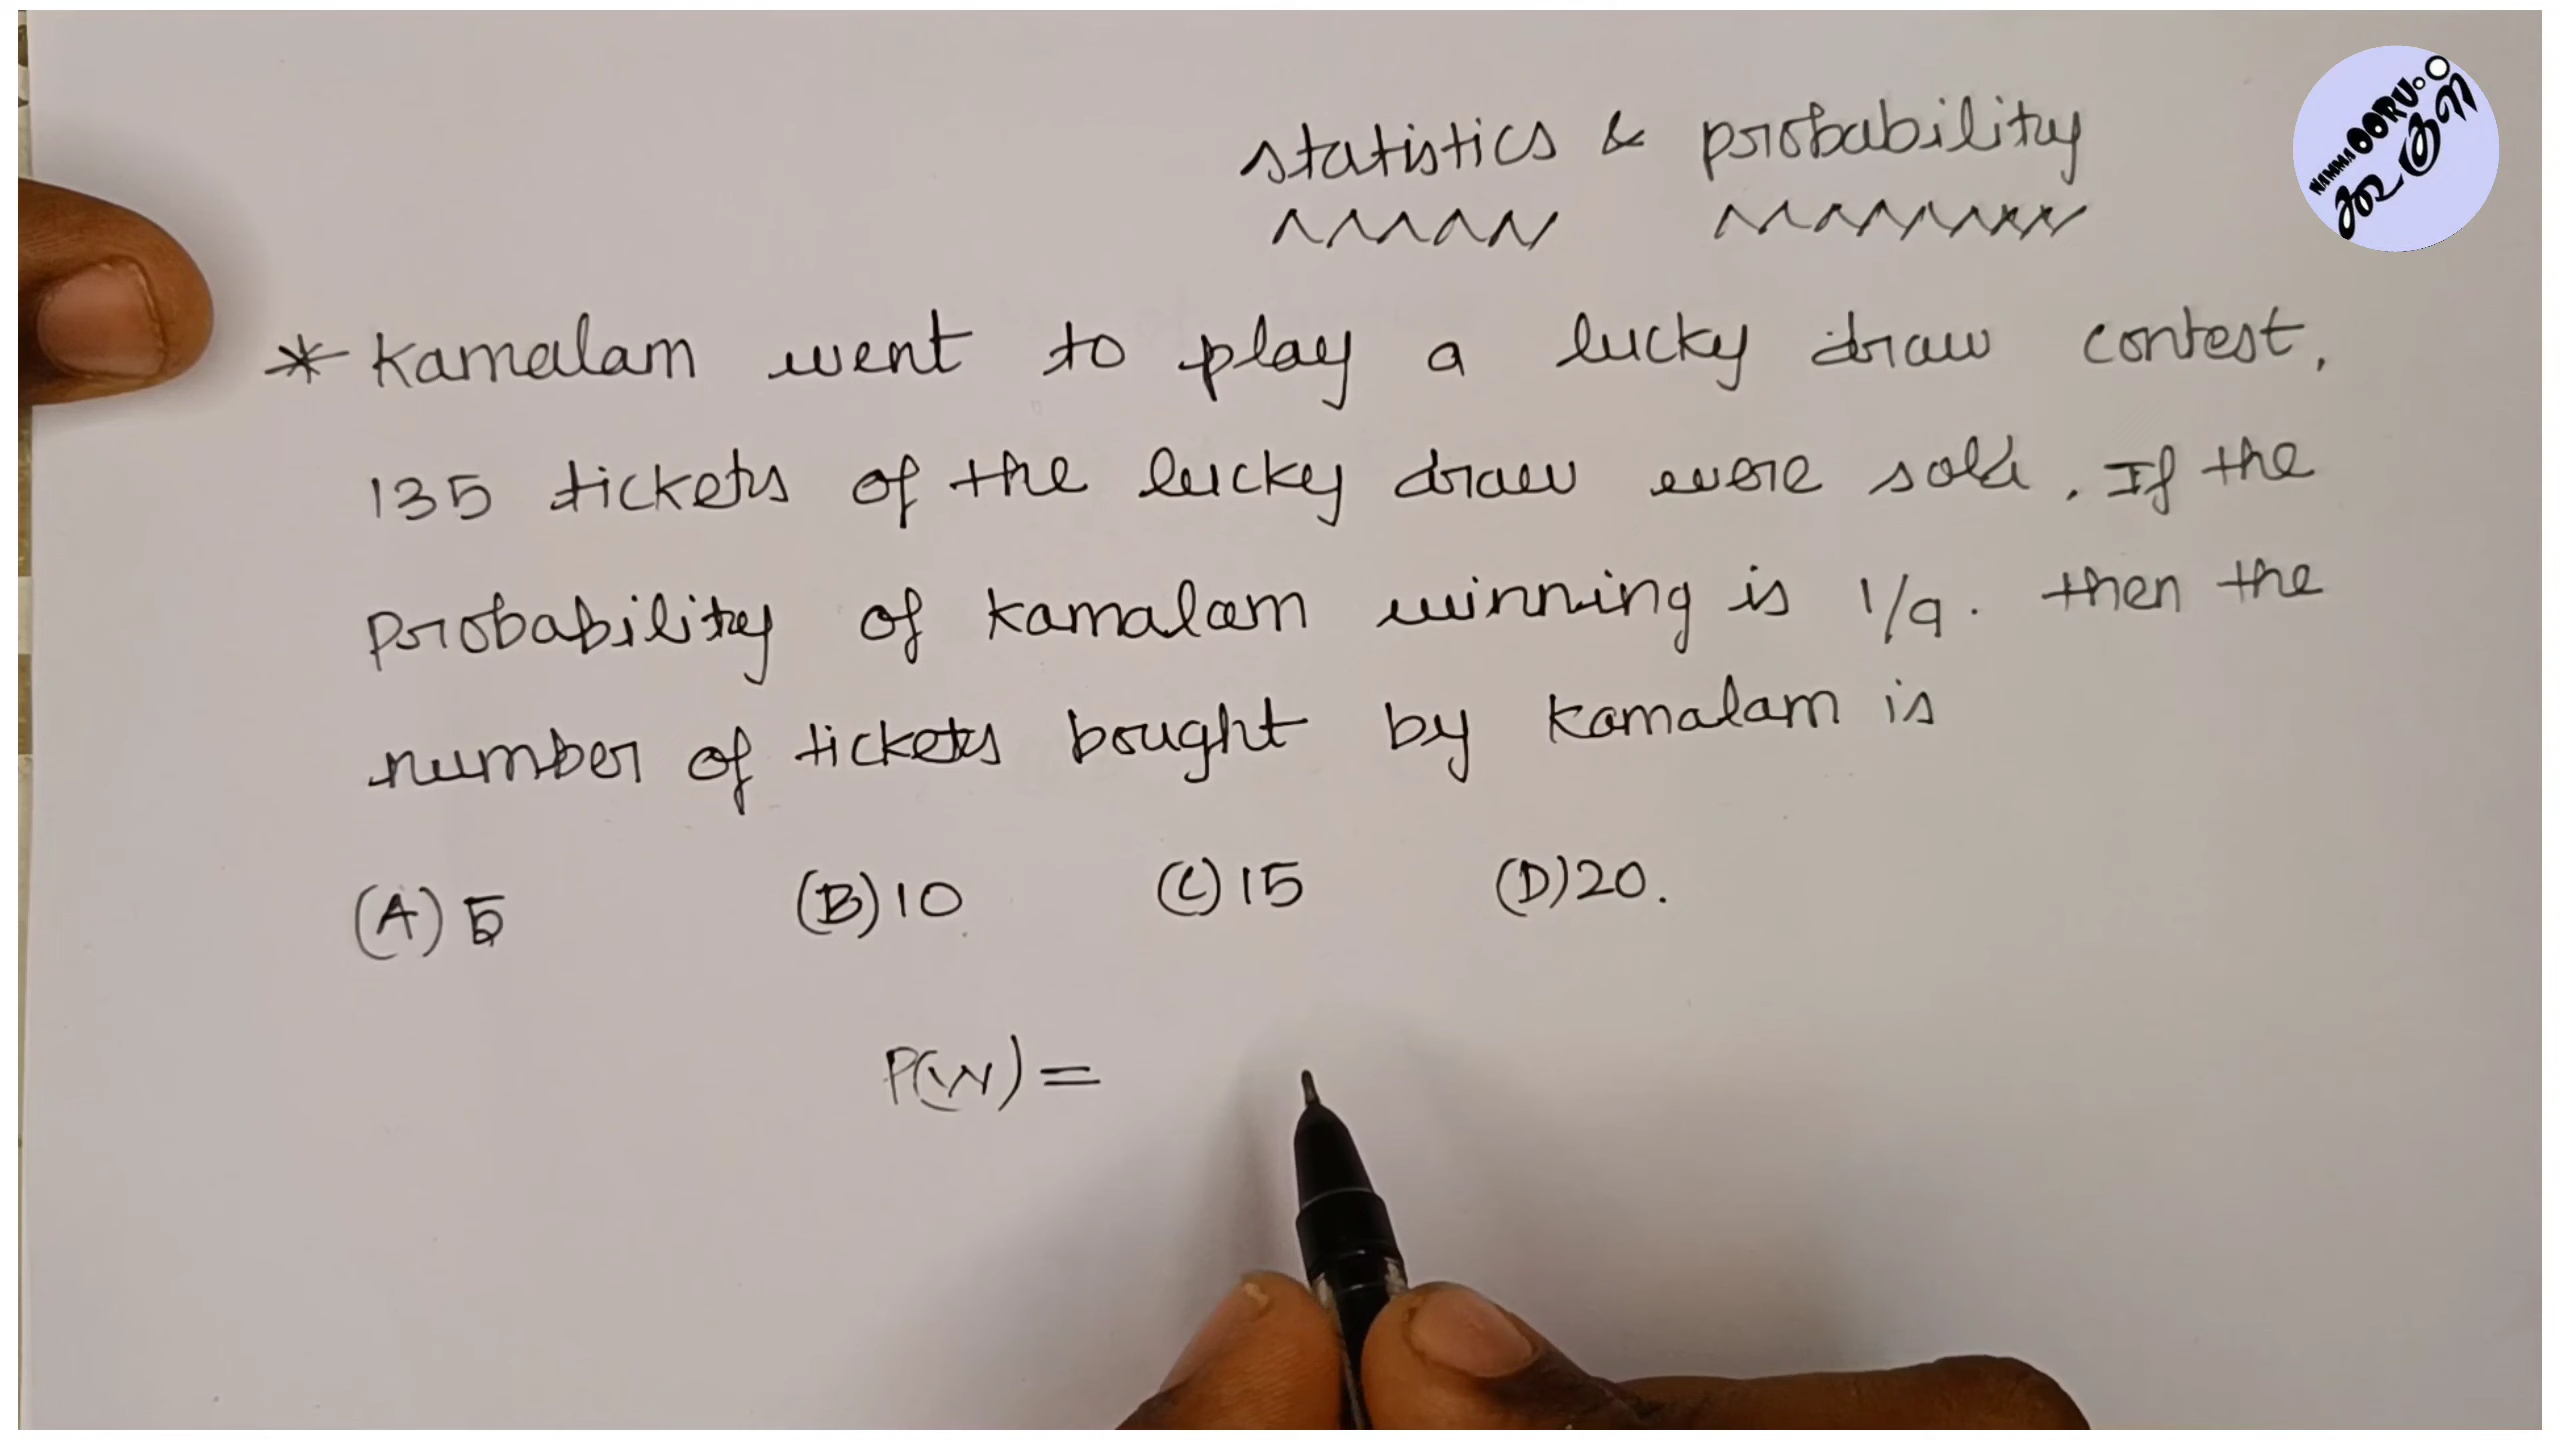 NAMMA OORU
statistics & probability
* Kamalam went to play a lucky draw contest,
135 tickets of the lucky draw were sold. If the
probability of Kamalam winning is 1/9. then the
number of tickets bought by Kamalam is
(A) 5 (B) 10 (C) 15 (D) 20.
P(W) =